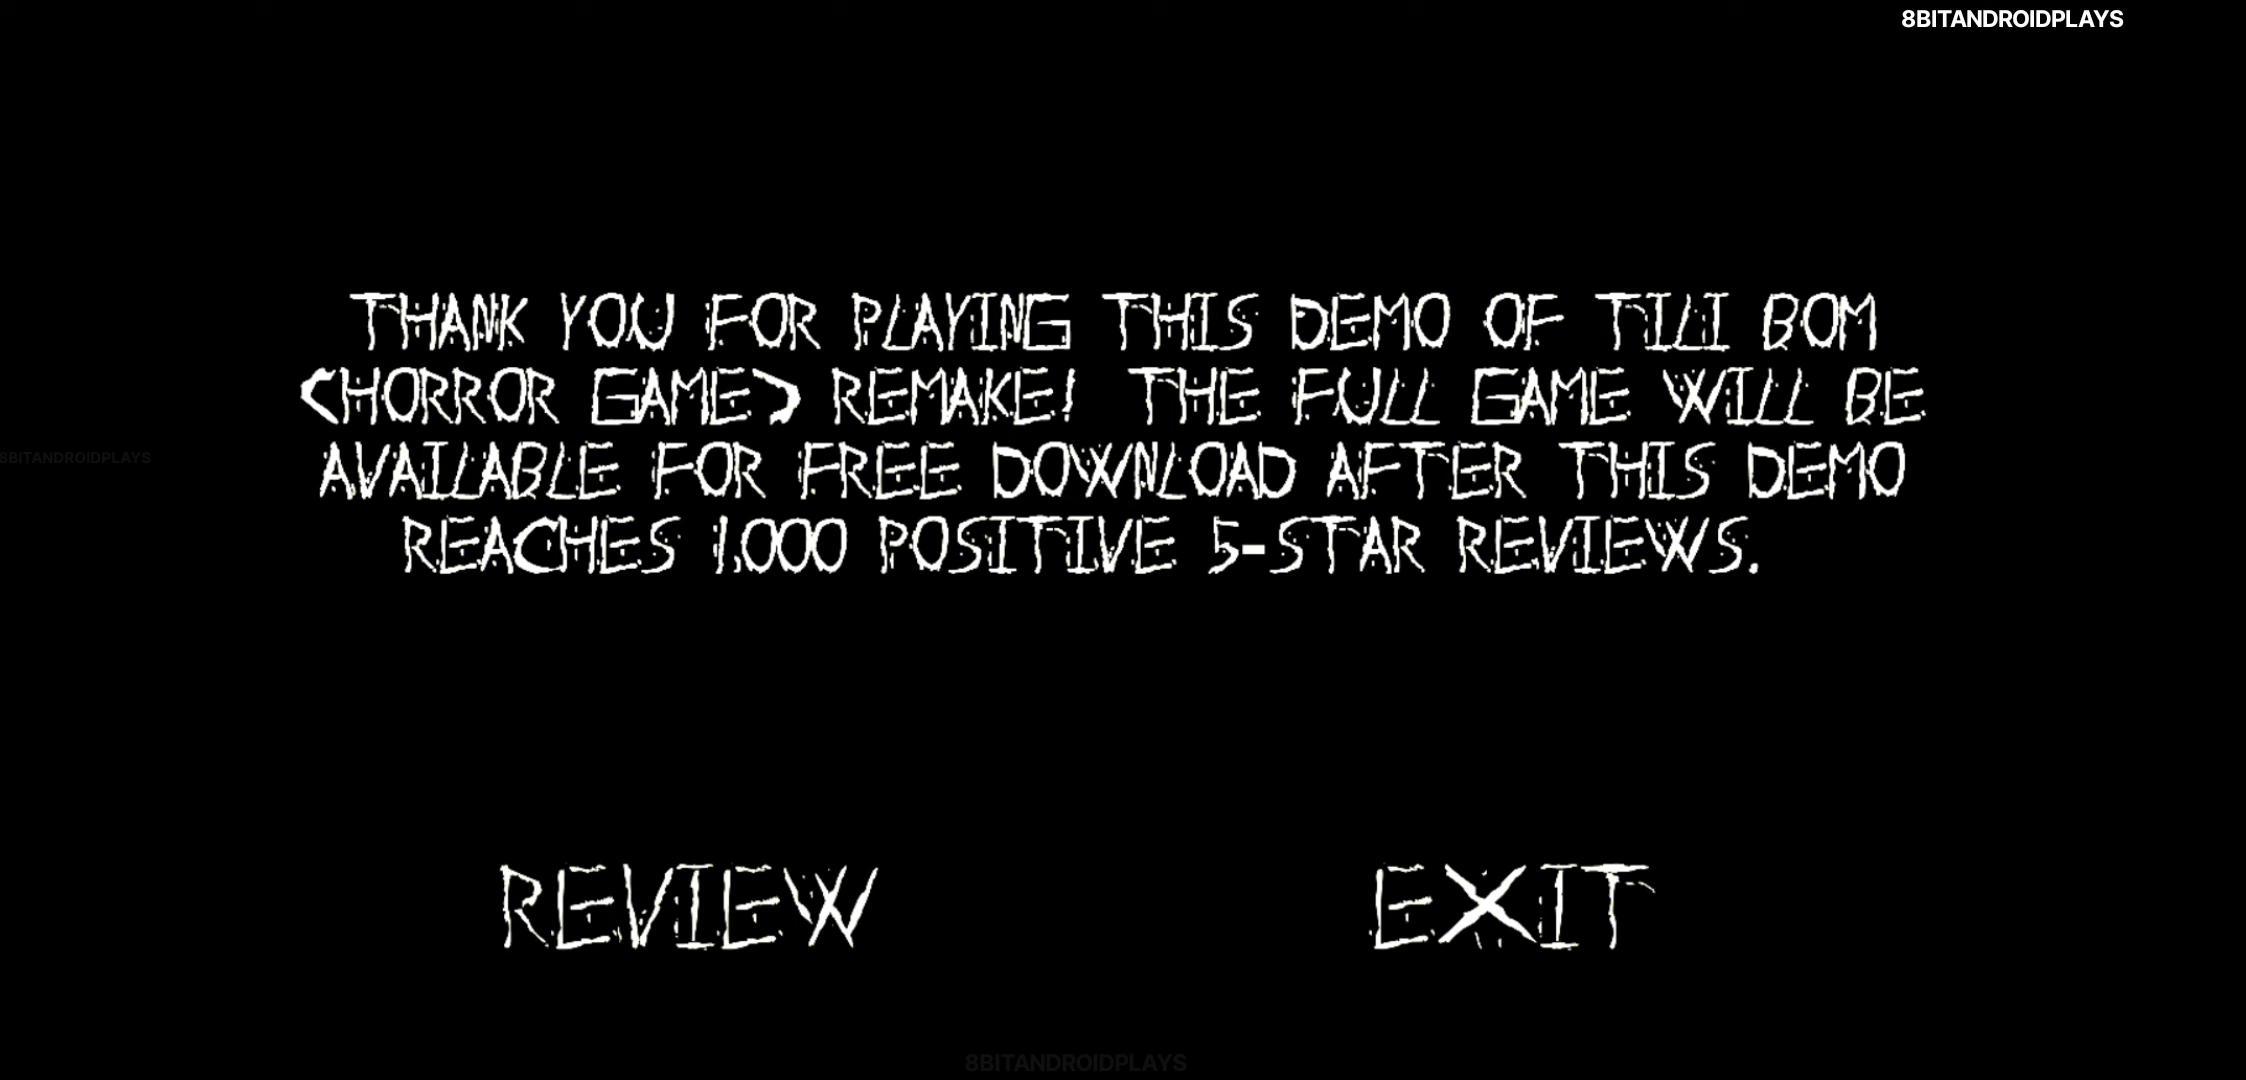 8BITANDROIDPLAYS
THANK YOU FOR PLAYING THIS DEMO OF TILI BOM
(HORROR GAME) REMAKE! THE FULL GAME WILL BE
8BITANDROIDPLAYS
AVAILABLE FOR FREE DOWNLOAD AFTER THIS DEMO
REACHES 1,000 POSITIVE 5-STAR REVIEWS.
REVIEW EXIT
8BITANDROIDPLAYS